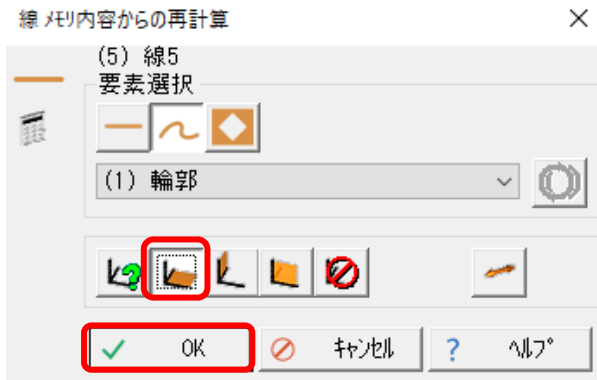 線 ﾒﾓﾘ内容からの再計算
(5) 線5
要素選択
(1) 輪郭
OK
ｷｬﾝｾﾙ
? ﾍﾙﾌﾟ